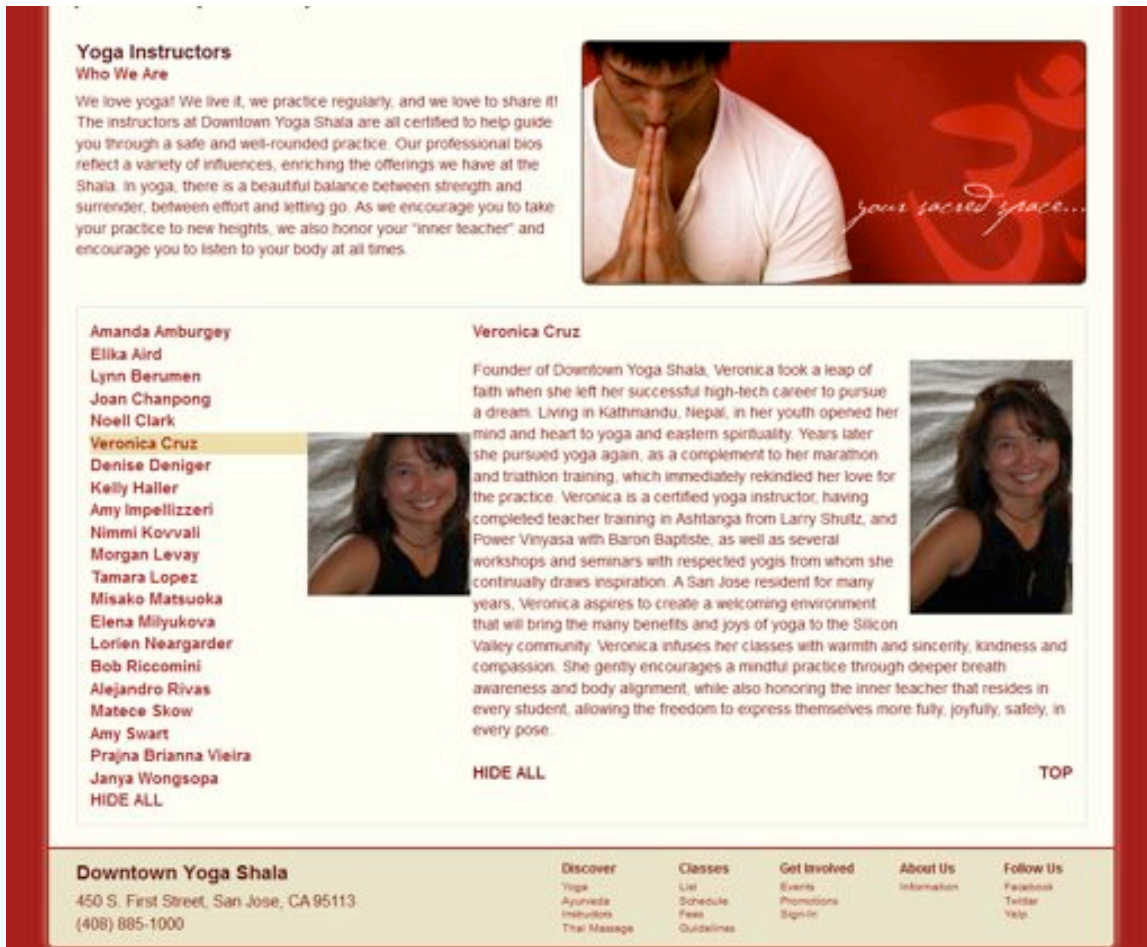 Yoga Instructors
Who We Are
We love yoga! We live it, we practice regularly, and we love to share it!
The instructors at Downtown Yoga Shala are all certified to help guide
you through a safe and well-rounded practice. Our professional bios
reflect a variety of influences, enriching the offerings we have at the
Shala. In yoga, there is a beautiful balance between strength and
surrender, between effort and letting go. As we encourage you to take
your practice to new heights, we also honor your "inner teacher" and
encourage you to listen to your body at all times.
your sacred space...
Amanda Amburgey
Elika Aird
Lynn Berumen
Joan Chanpong
Noell Clark
Veronica Cruz
Denise Deniger
Kelly Haller
Amy Impellizzeri
Nimmi Kovvali
Morgan Levay
Tamara Lopez
Misako Matsuoka
Elena Milyukova
Lorien Neargarder
Bob Riccomini
Alejandro Rivas
Matece Skow
Amy Swart
Prajna Brianna Vieira
Janya Wongsopa
HIDE ALL
Veronica Cruz
Founder of Downtown Yoga Shala, Veronica took a leap of
faith when she left her successful high-tech career to pursue
a dream. Living in Kathmandu, Nepal, in her youth opened her
mind and heart to yoga and eastern spirituality. Years later
she pursued yoga again, as a complement to her marathon
and triathlon training, which immediately rekindled her love for
the practice. Veronica is a certified yoga instructor, having
completed teacher training in Ashtanga from Larry Shultz, and
Power Vinyasa with Baron Baptiste, as well as several
workshops and seminars with respected yogis from whom she
continually draws inspiration. A San Jose resident for many
years, Veronica aspires to create a welcoming environment
that will bring the many benefits and joys of yoga to the Silicon
Valley community. Veronica infuses her classes with warmth and sincerity, kindness and
compassion. She gently encourages a mindful practice through deeper breath
awareness and body alignment, while also honoring the inner teacher that resides in
every student, allowing the freedom to express themselves more fully, joyfully, safely, in
every pose.
HIDE ALL TOP
Downtown Yoga Shala
450 S. First Street, San Jose, CA 95113
(408) 885-1000
Discover
Yoga
Ayurveda
Instructors
Thai Massage
Classes
List
Schedule
Fees
Guidelines
Get Involved
Events
Promotions
Sign-In
About Us
Information
Follow Us
Facebook
Twitter
Yelp